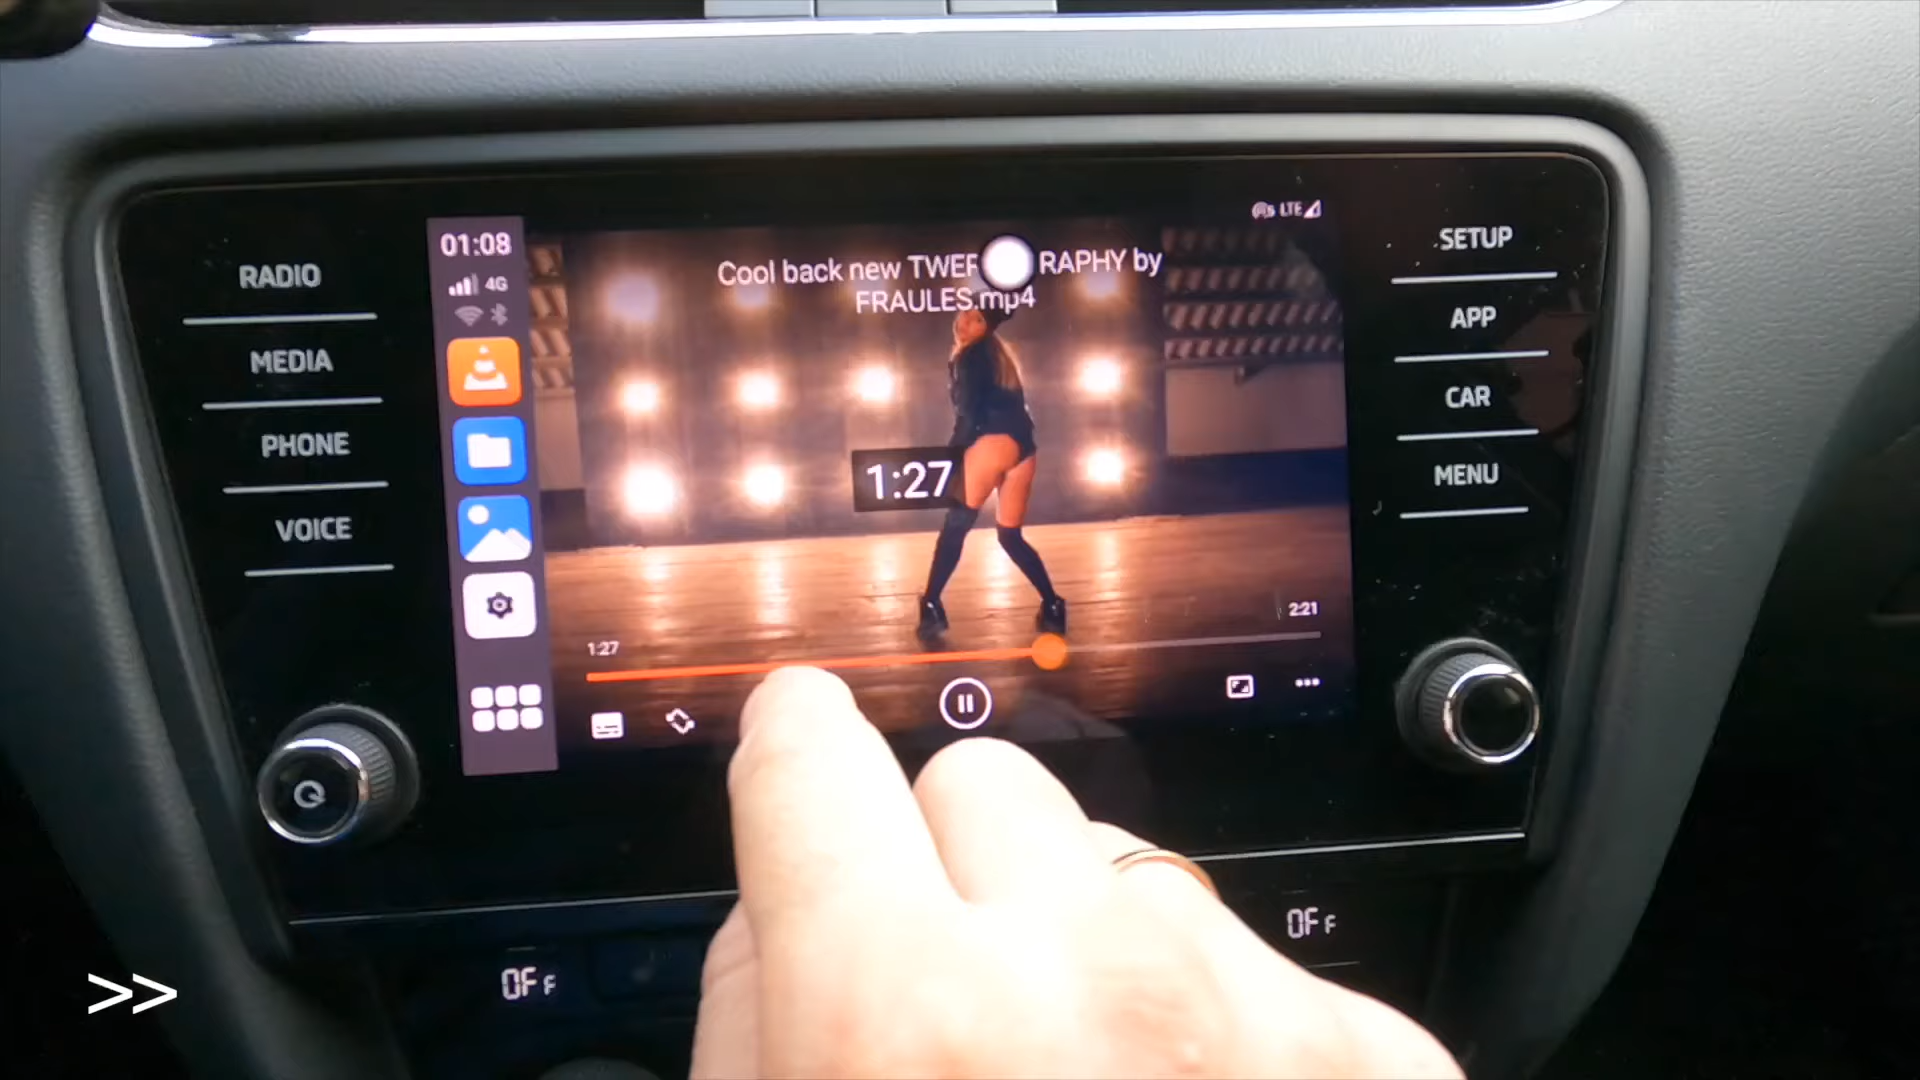 RADIO
MEDIA
PHONE
VOICE
01:08
4G
LTE
Cool back new RAPHY by
FRAULES.mp4
1:27
1:27
2:21
SETUP
APP
CAR
MENU
OFF
OFF
>>